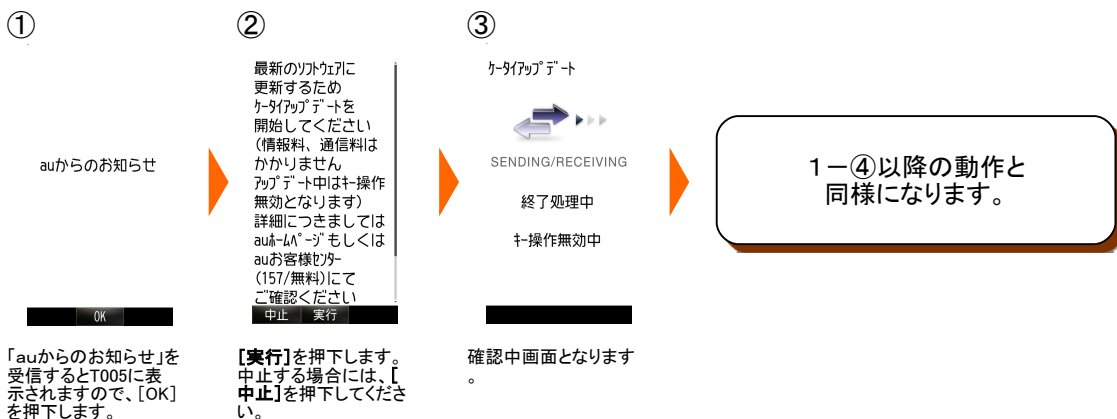 ①
auからのお知らせ
OK
「auからのお知らせ」を
受信するとT005に表
示されますので、[OK]
を押下します。
②
最新のｿﾌﾄｳｪｱに
更新するため
ｹｰﾀｲｱｯﾌﾟﾃﾞｰﾄを
開始してください
(情報料、通信料は
かかりません
ｱｯﾌﾟﾃﾞｰﾄ中はｷｰ操作
無効となります)
詳細につきましては
auﾎｰﾑﾍﾟｰｼﾞもしくは
auお客様ｾﾝﾀｰ
(157/無料)にて
ご確認ください
中止 実行
[実行]を押下します。
中止する場合には、[
中止]を押下してくださ
い。
③
ｹｰﾀｲｱｯﾌﾟﾃﾞｰﾄ
SENDING/RECEIVING
終了処理中
ｷｰ操作無効中
確認中画面となります
。
１－④以降の動作と
同様になります。